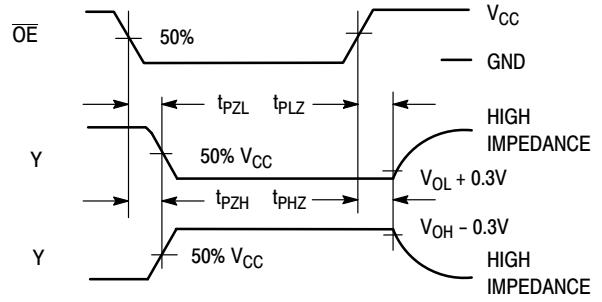 OE
50%
VCC
GND
tPZL
tPLZ
HIGH
IMPEDANCE
Y
50% VCC
VOL + 0.3V
tPZH
tPHZ
VOH − 0.3V
Y
50% VCC
HIGH
IMPEDANCE